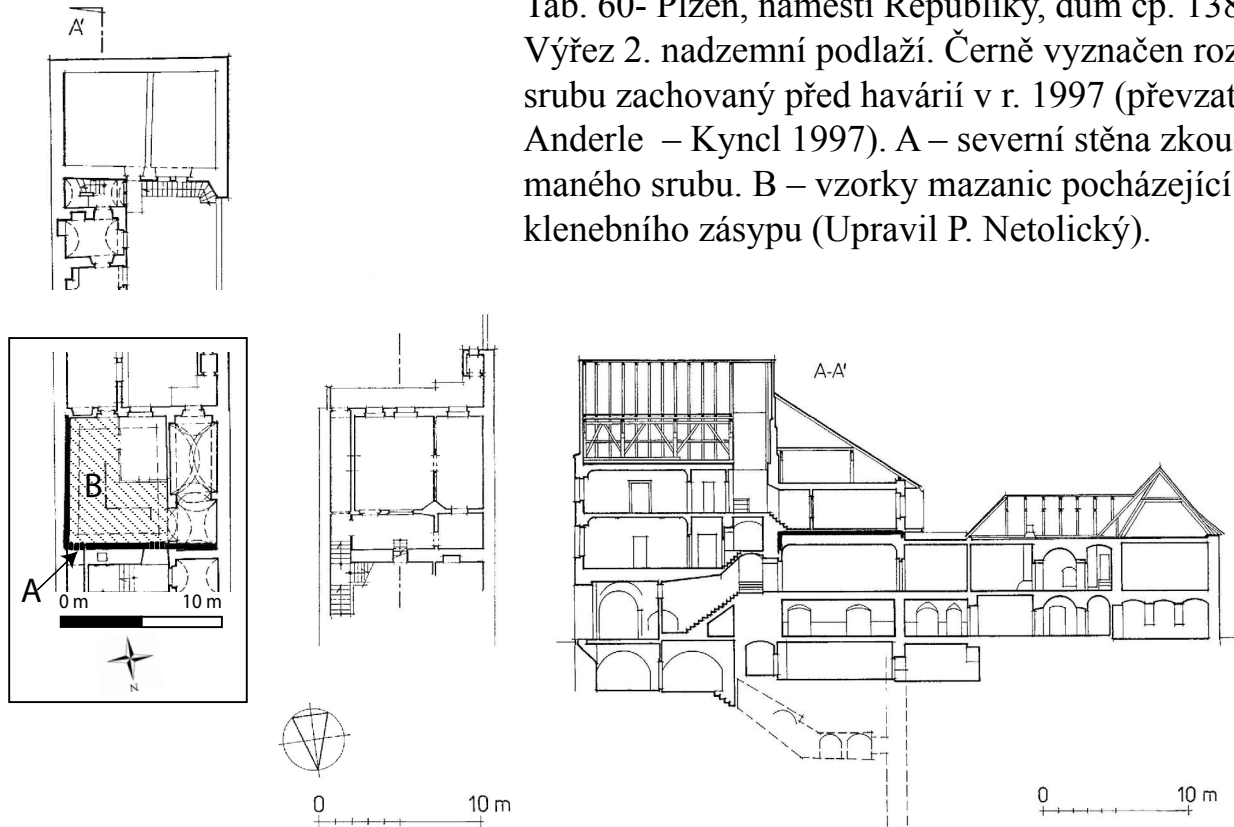 Tab. 60- Plzeň, náměstí Republiky, dům čp. 138
Výřez 2. nadzemní podlaží. Černě vyznačen roz
srubu zachovaný před havárií v r. 1997 (převzat
Anderle – Kyncl 1997). A – severní stěna zkou
maného srubu. B – vzorky mazanic pocházející
klenebního zásypu (Upravil P. Netolický).
A'
A-A'
B
A
0 m 10 m
N
0 10 m
0 10 m